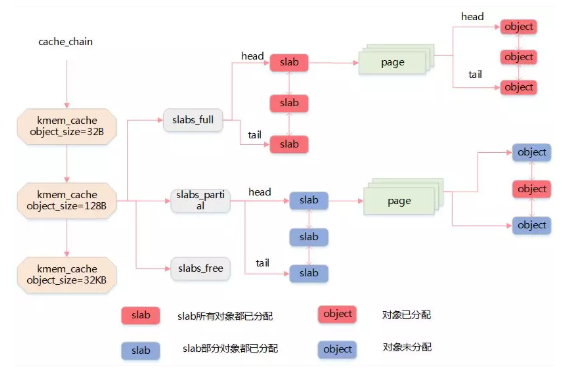 cache_chain
kmem_cache
object_size=32B
kmem_cache
object_size=128B
kmem_cache
object_size=32KB
slabs_full
slabs_parti
al
slabs_free
head
tail
slab
slab
slab
page
head
tail
object
object
object
head
tail
slab
slab
slab
page
object
object
object
slab
slab所有对象都已分配
object
对象已分配
slab
slab部分对象都已分配
object
对象未分配